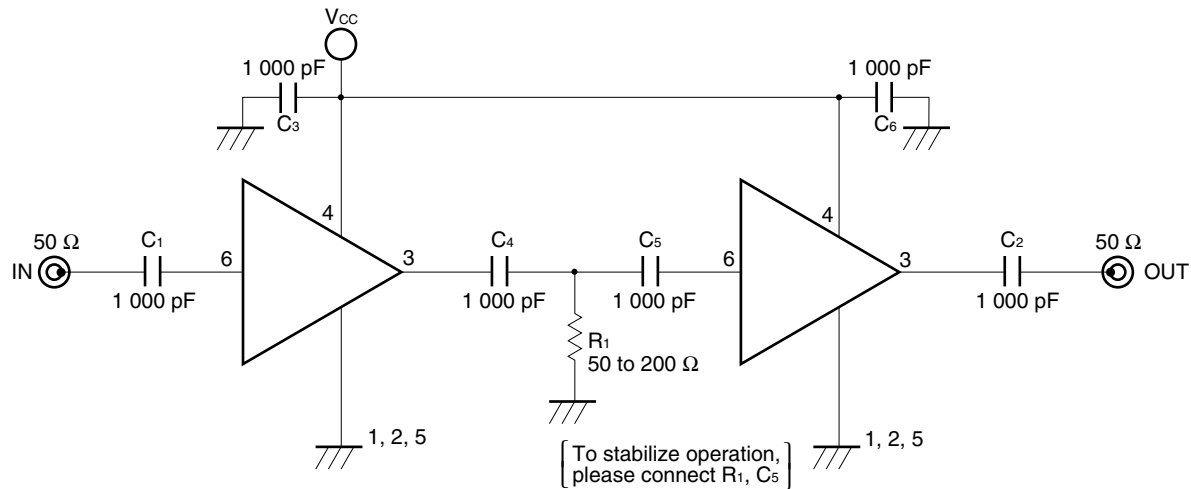 VCC
1 000 pF
C3
1 000 pF
C6
4
4
50 Ω
IN
C1
1 000 pF
6
3
C4
1 000 pF
C5
1 000 pF
6
3
C2
1 000 pF
50 Ω
OUT
R1
50 to 200 Ω
1, 2, 5
To stabilize operation,
please connect R1, C5
1, 2, 5